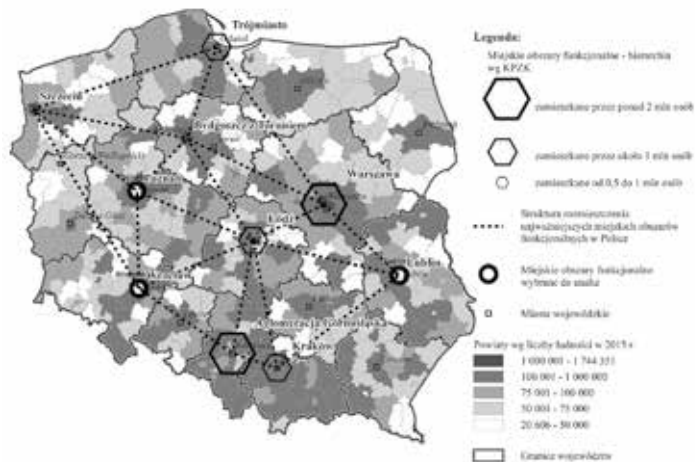 Trójmiasto
Szczecin
Bydgoszcz z Toruniem
Poznań
Warszawa
Łódź
Wrocław
Lublin
Aglomeracja Górnośląska
Kraków
Legenda:
Miejskie obszary funkcjonalne - hierarchia
wg KPZK
zamieszkane przez ponad 2 mln osób
zamieszkane przez około 1 mln osób
zamieszkane od 0,5 do 1 mln osób
Struktura rozmieszczenia
najważniejszych miejskich obszarów
funkcjonalnych w Polsce
Miejskie obszary funkcjonalne
wybrane do
Miasta wojewódzkie
Powiaty wg liczby ludności w 2015 r.
1 000 001 - 1 744 351
100 001 - 1 000 000
75 001 - 100 000
50 001 - 75 000
20 606 - 50 000
Granice województw